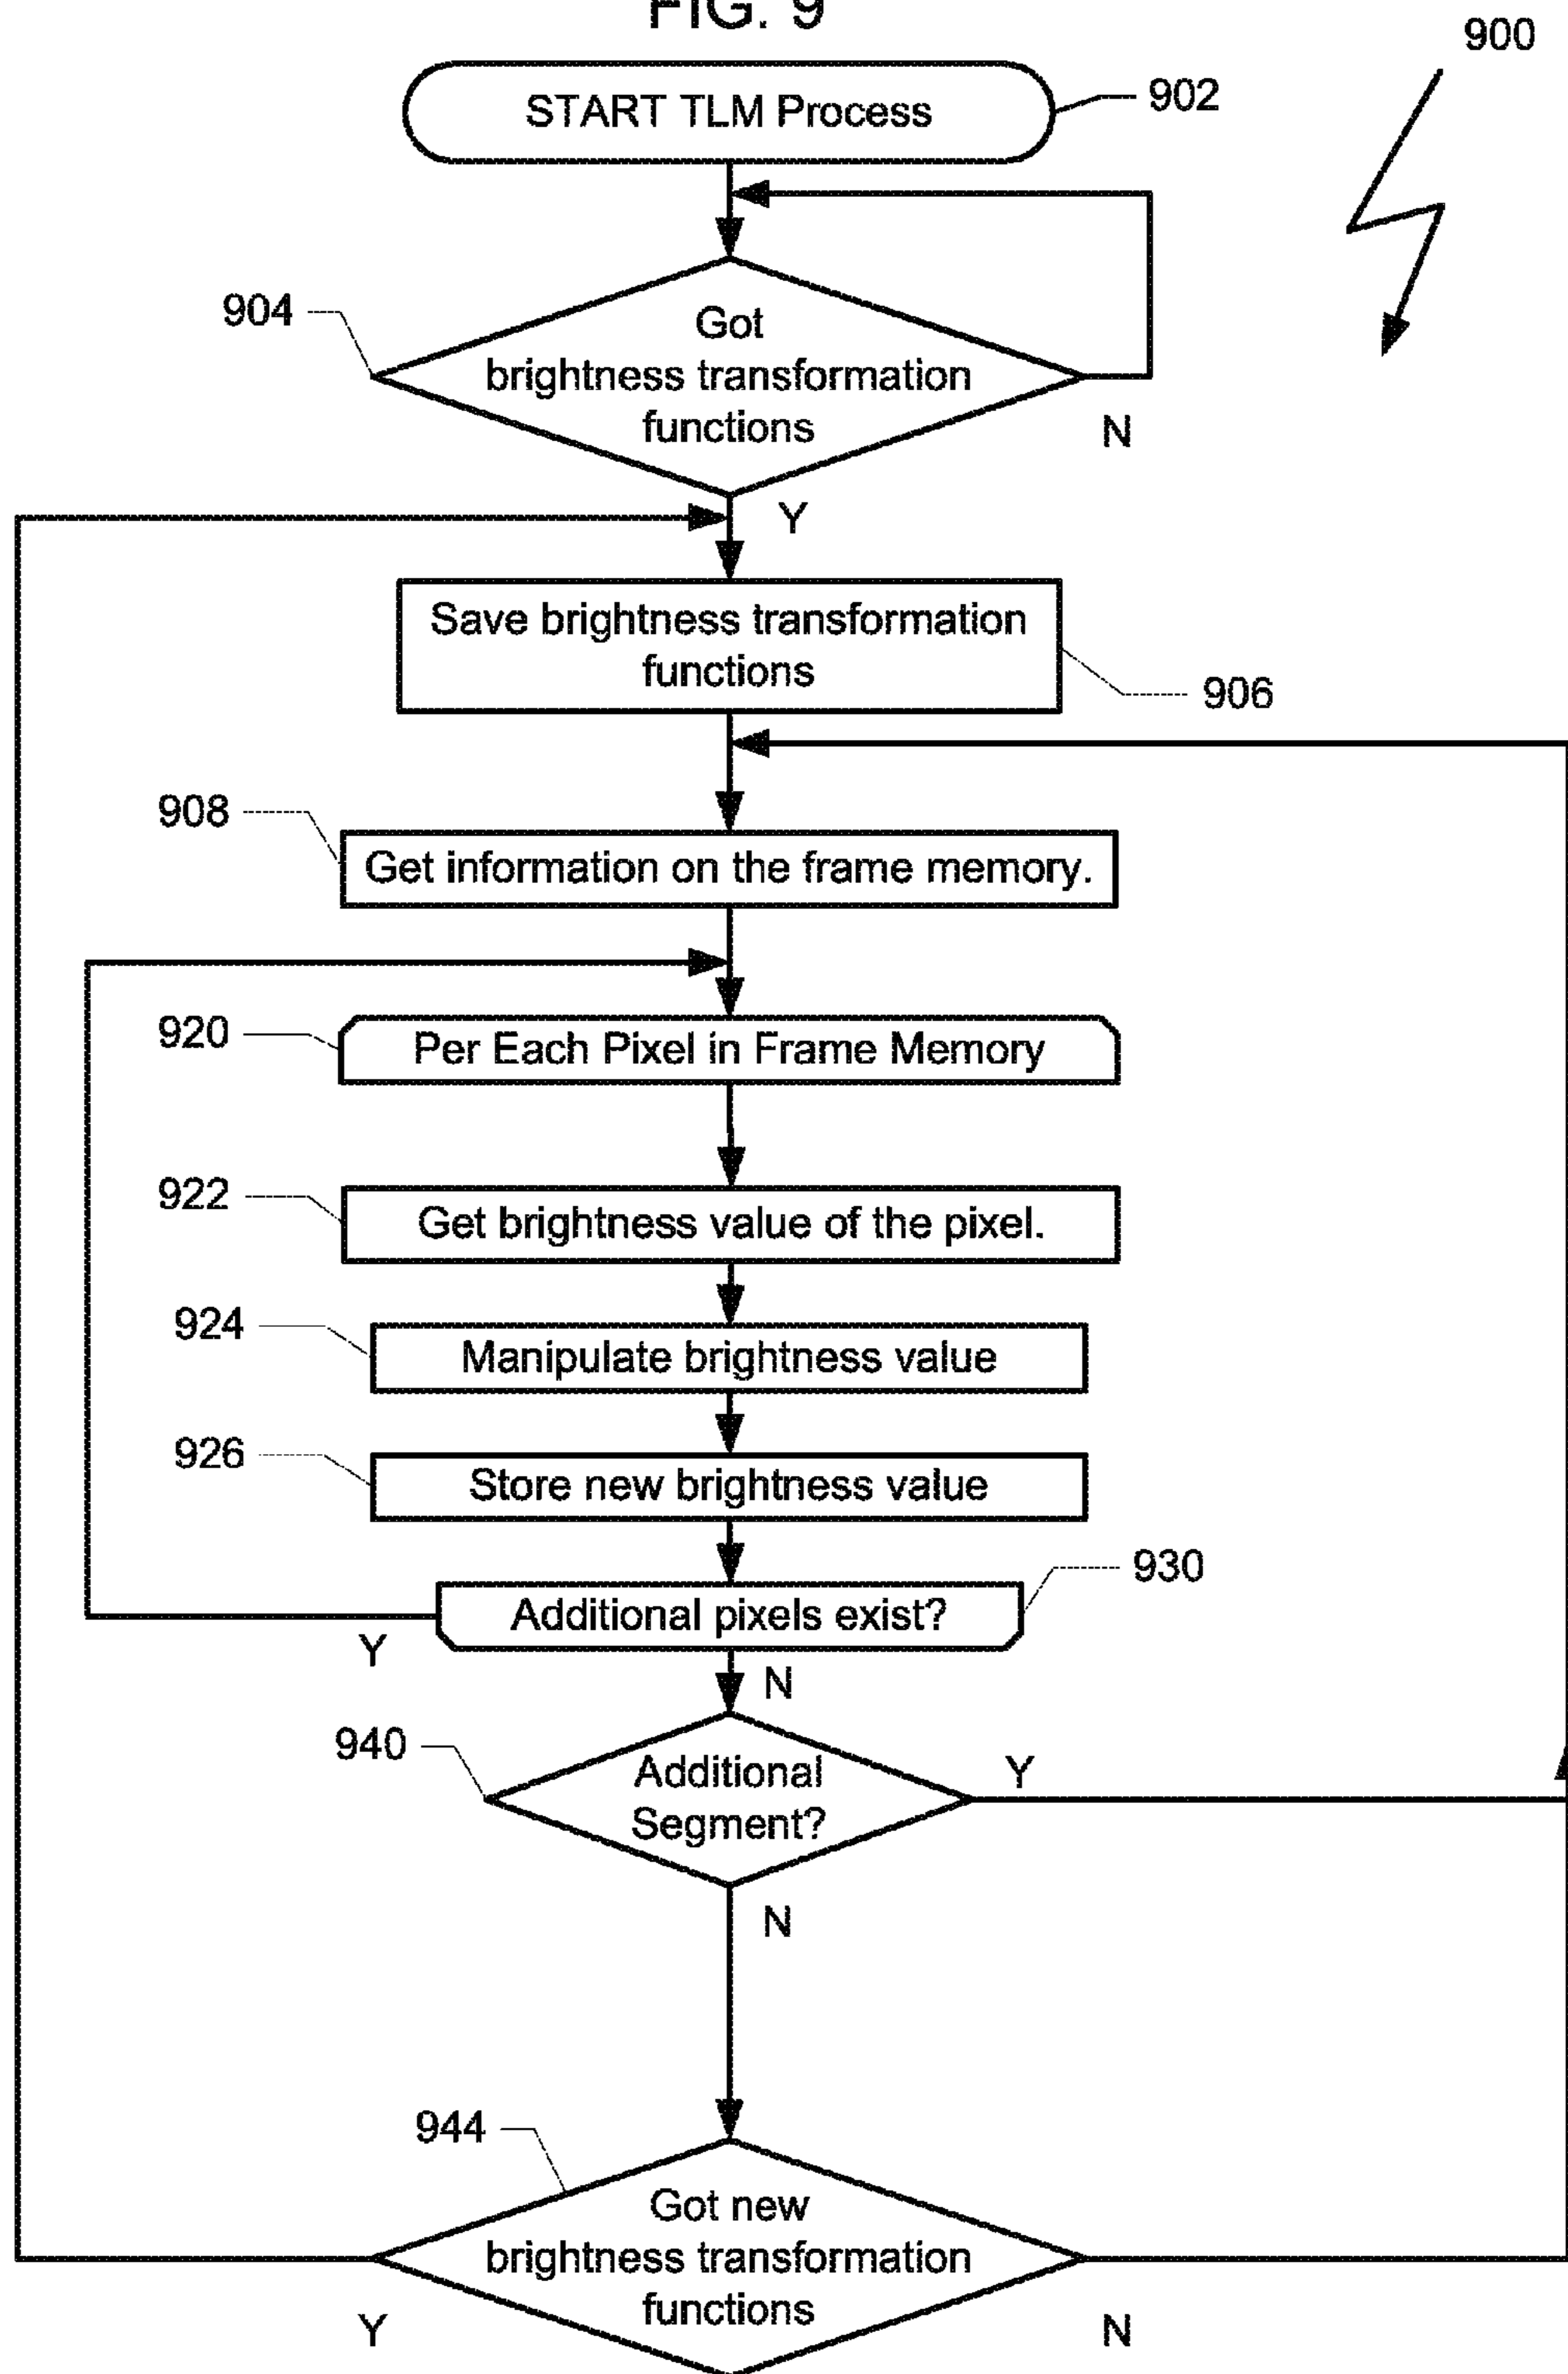 FIG. 9
900
START TLM Process
902
904
Got
brightness transformation
functions
N
Y
Save brightness transformation
functions
906
908
Get information on the frame memory.
920
Per Each Pixel in Frame Memory
922
Get brightness value of the pixel.
924
Manipulate brightness value
926
Store new brightness value
930
Additional pixels exist?
Y
N
940
Additional
Segment?
Y
N
944
Got new
brightness transformation
functions
Y
N